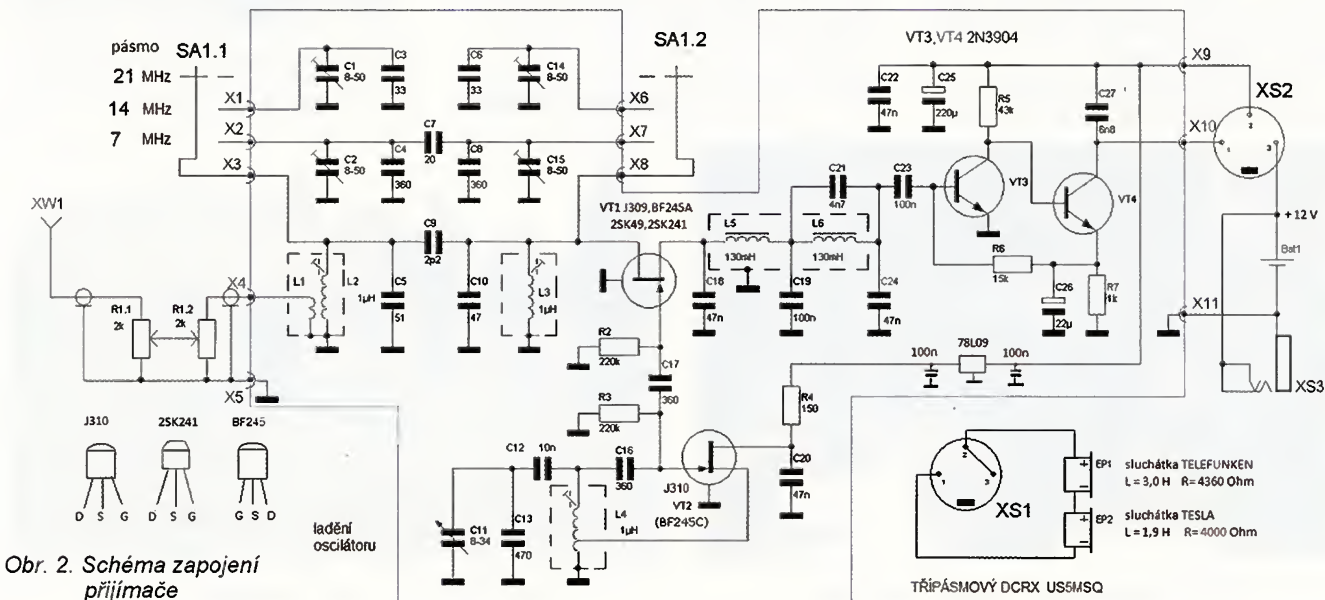 pásmo SA1.1
21 MHz
14 MHz
7 MHz
X1
X2
X3
C1
8-50
C3
33
C6
33
C14
8-50
SA1.2
X6
X7
X8
C2
8-50
C4
360
C7
20
C8
360
C15
8-50
XW1
R1.1
2k
R1.2
2k
X4
X5
L1
L2
1µH
C5
51
C9
2p2
C10
47
L3
1µH
VT1 J309,BF245A
2SK49,2SK241
VT3,VT4 2N3904
C22
47n
C25
220µ
R5
43k
C27
6n8
X9
X10
X11
XS2
1
2
3
C21
4n7
C23
100n
VT3
VT4
L5
130mH
L6
130mH
C18
47n
C19
100n
C24
47n
R6
15k
C26
22µ
R7
1k
+ 12 V
Bat1
XS3
R2
220k
R3
220k
C17
360
R4
150
100n
78L09
100n
C20
47n
J310
VT2
(BF245C)
C12
10n
C16
360
C11
8-34
C13
470
L4
1µH
ladění
oscilátoru
J310
D S G
2SK241
D S G
BF245
G S D
XS1
1
2
3
EP1 sluchátka TELEFUNKEN
L = 3,0 H R= 4360 Ohm
EP2 sluchátka TESLA
L = 1,9 H R= 4000 Ohm
TŘÍPÁSMOVÝ DCRX US5MSQ
Obr. 2. Schéma zapojení
přijímače